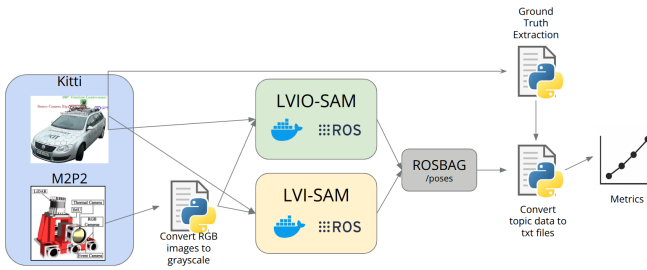 Ground
Truth
Extraction
Kitti
LVIO-SAM
ROS
M2P2
LiDAR
Thermal Camera
RGB
Cameras
Event Camera
Convert RGB
images to
grayscale
LVI-SAM
ROS
ROSBAG
/poses
Convert
topic data to
txt files
Metrics